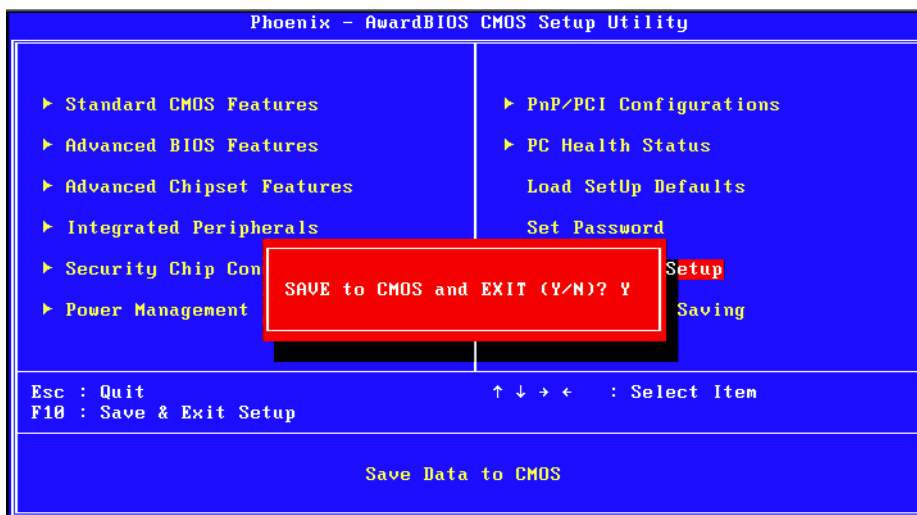 Phoenix - AwardBIOS CMOS Setup Utility
► Standard CMOS Features
► Advanced BIOS Features
► Advanced Chipset Features
► Integrated Peripherals
► Security Chip Con
► Power Management
► PnP/PCI Configurations
► PC Health Status
Load SetUp Defaults
Set Password
Setup
Saving
SAVE to CMOS and EXIT (Y/N)? Y
Esc : Quit
F10 : Save & Exit Setup
↑ ↓ → ← : Select Item
Save Data to CMOS